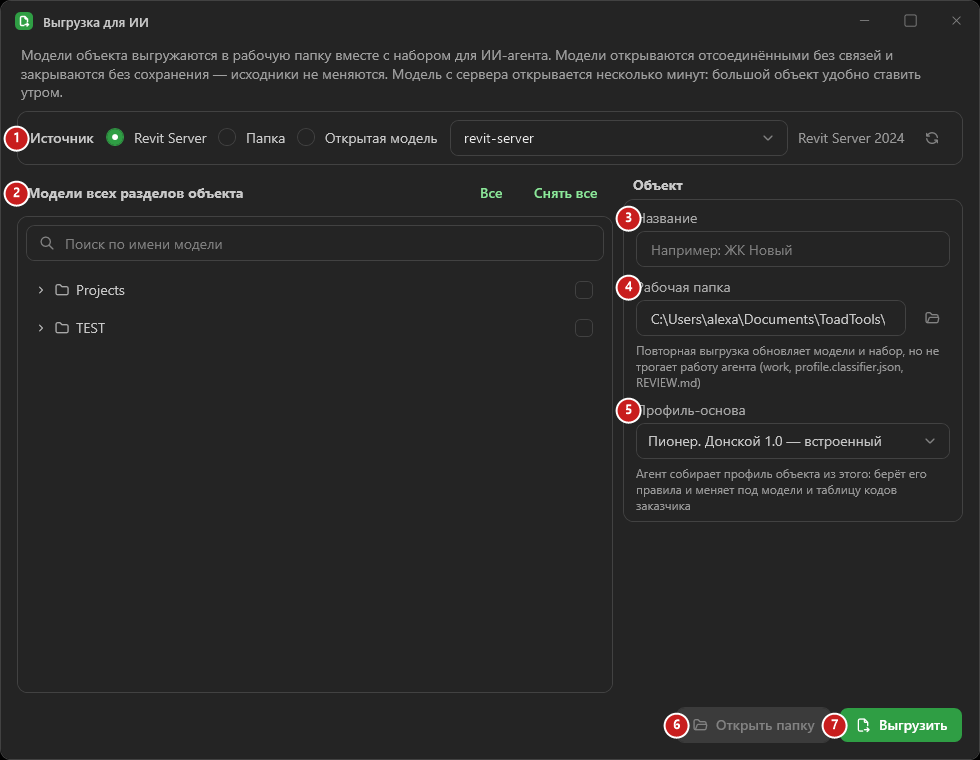 Выгрузка для ИИ
Модели объекта выгружаются в рабочую папку вместе с набором для ИИ-агента. Модели открываются отсоединёнными без связей и
закрываются без сохранения — исходники не меняются. Модель с сервера открывается несколько минут: большой объект удобно ставить
утром.
1 Источник Revit Server Папка Открытая модель revit-server Revit Server 2024
2 Модели всех разделов объекта Все Снять все
Поиск по имени модели
Projects
TEST
Объект
3 Название
Например: ЖК Новый
4 Рабочая папка
C:\Users\alexa\Documents\ToadTools\
Повторная выгрузка обновляет модели и набор, но не
трогает работу агента (work, profile.classifier.json,
REVIEW.md)
5 Профиль-основа
Пионер. Донской 1.0 — встроенный
Агент собирает профиль объекта из этого: берёт его
правила и меняет под модели и таблицу кодов
заказчика
6 Открыть папку
7 Выгрузить